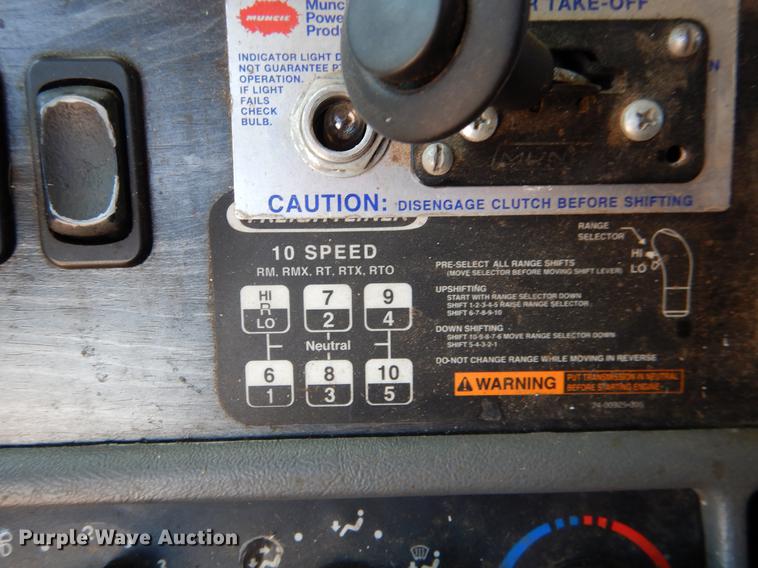 MUNCIE
Power
R TAKE-OFF
INDICATOR LIGHT D
NOT GUARANTEE P
OPERATION.
IF LIGHT
FAILS
CHECK
BULB.
CAUTION: DISENGAGE CLUTCH BEFORE SHIFTING
10 SPEED
RM, RMX, RT, RTX, RTO
HI
R
LO
7
2
9
4
Neutral
6
1
8
3
10
5
RANGE
SELECTOR
HI
LO
PRE-SELECT ALL RANGE SHIFTS
(MOVE SELECTOR BEFORE MOVING SHIFT LEVER)
UPSHIFTING
START WITH RANGE SELECTOR DOWN
SHIFT 1-2-3-4-5 RAISE RANGE SELECTOR
SHIFT 6-7-8-9-10
DOWN SHIFTING
SHIFT 10-9-8-7-6 MOVE RANGE SELECTOR DOWN
SHIFT 5-4-3-2-1
DO-NOT CHANGE RANGE WHILE MOVING IN REVERSE
WARNING
PUT TRANSMISSION IN NEUTRAL
BEFORE STARTING ENGINE
Purple Wave Auction